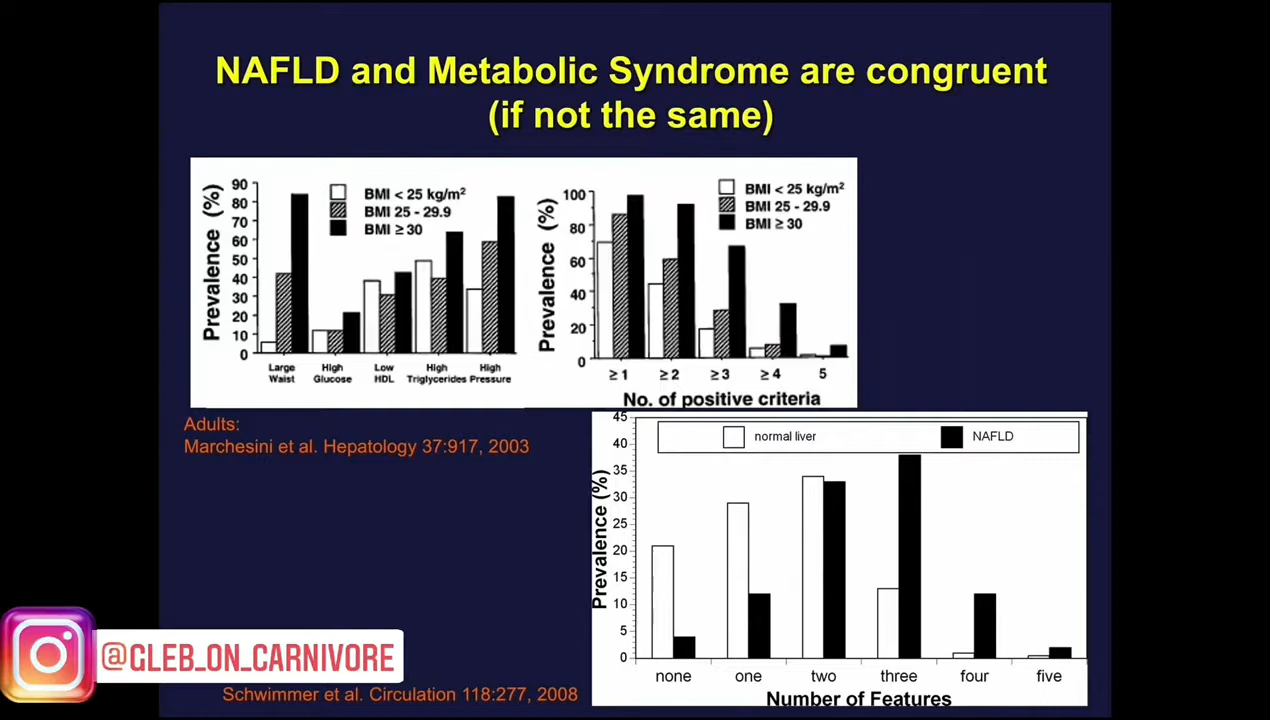 NAFLD and Metabolic Syndrome are congruent
(if not the same)
Prevalence (%)
90
80
70
60
50
40
30
20
10
0
BMI < 25 kg/m²
BMI 25 - 29.9
BMI ≥ 30
Large Waist
High Glucose
Low HDL
High Triglycerides
High Pressure
Prevalence (%)
100
80
60
40
20
0
BMI < 25 kg/m²
BMI 25 - 29.9
BMI ≥ 30
≥ 1 ≥ 2 ≥ 3 ≥ 4 5
No. of positive criteria
Adults:
Marchesini et al. Hepatology 37:917, 2003
Prevalence (%)
45
40
35
30
25
20
15
10
5
0
normal liver NAFLD
none one two three four five
Number of Features
@GLEB_ON_CARNIVORE
Schwimmer et al. Circulation 118:277, 2008